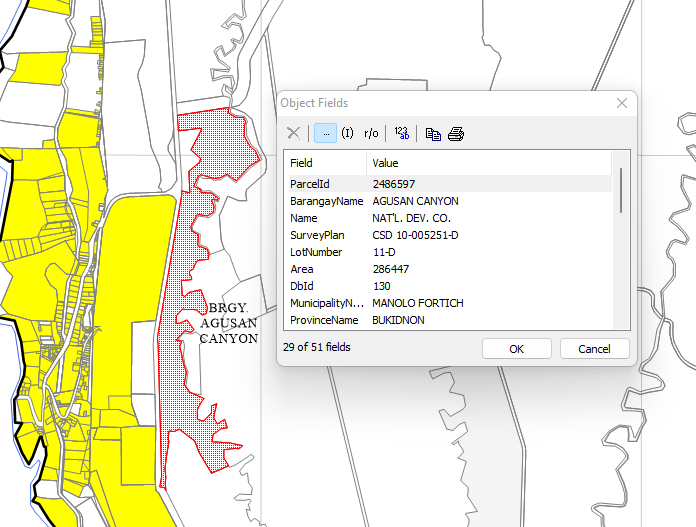 Object Fields
(I) r/o 123 ab
Field Value
ParcelId 2486597
BarangayName AGUSAN CANYON
Name NAT'L. DEV. CO.
SurveyPlan CSD 10-005251-D
LotNumber 11-D
Area 286447
DbId 130
MunicipalityN... MANOLO FORTICH
ProvinceName BUKIDNON
29 of 51 fields OK Cancel
BRGY.
AGUSAN
CANYON